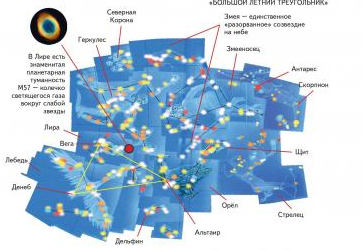 «БОЛЬШОЙ ЛЕТНИЙ ТРЕУГОЛЬНИК»
Северная
Корона
Геркулес
Змея — единственное
«разорванное» созвездие
на небе
Змееносец
Антарес
Скорпион
В Лире есть
знаменитая
планетарная
туманность
М57 — колечко
светящегося газа
вокруг слабой
звезды
Лира
Вега
Лебедь
Денеб
Щит
Орёл
Стрелец
Альтаир
Дельфин